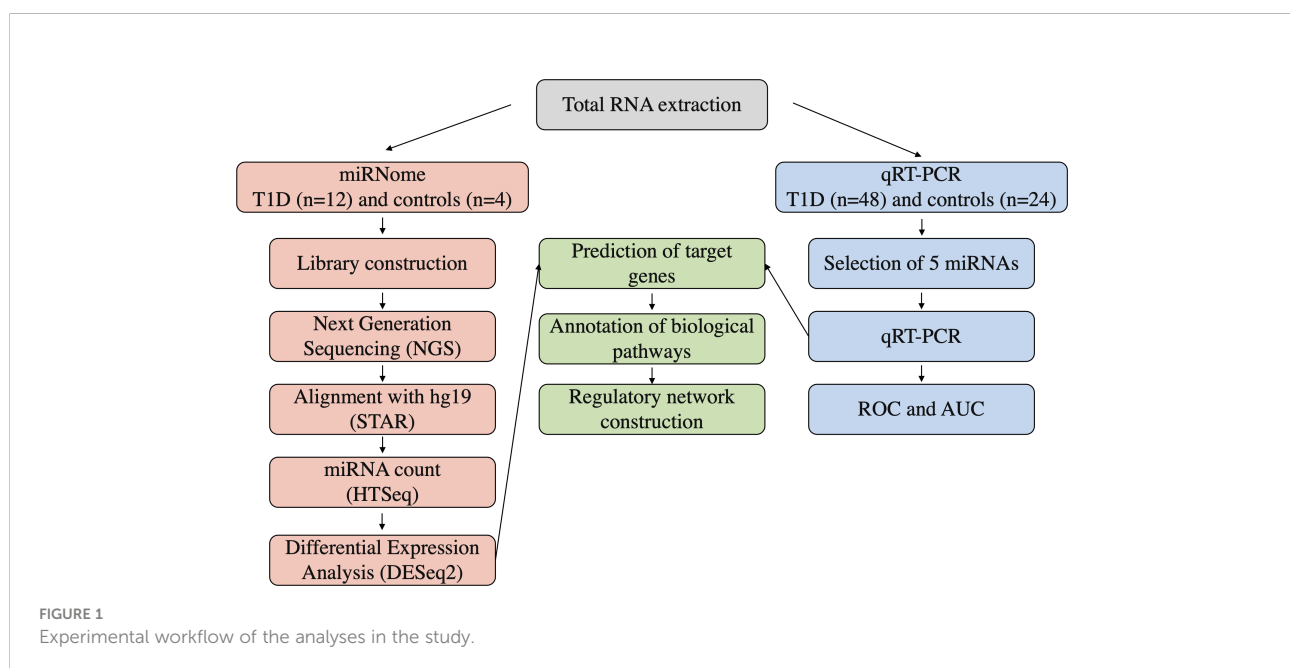 Total RNA extraction
miRNome
T1D (n=12) and controls (n=4)
Library construction
Next Generation
Sequencing (NGS)
Alignment with hg19
(STAR)
miRNA count
(HTSeq)
Differential Expression
Analysis (DESeq2)
Prediction of target
genes
Annotation of biological
pathways
Regulatory network
construction
qRT-PCR
T1D (n=48) and controls (n=24)
Selection of 5 miRNAs
qRT-PCR
ROC and AUC
FIGURE 1
Experimental workflow of the analyses in the study.